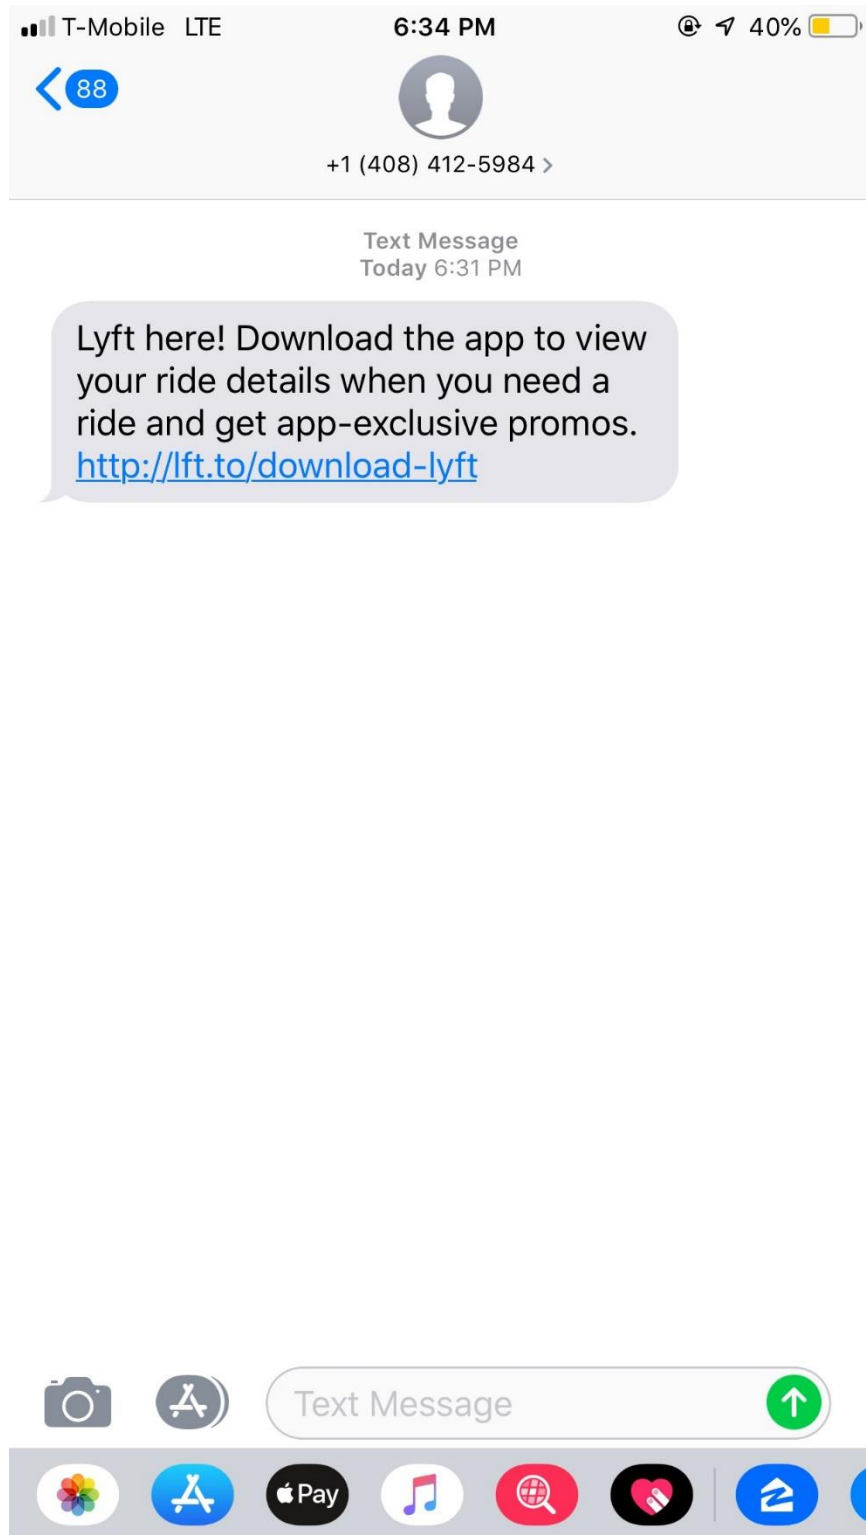 T-Mobile LTE 6:34 PM 40%
88
+1 (408) 412-5984 >
Text Message
Today 6:31 PM
Lyft here! Download the app to view
your ride details when you need a
ride and get app-exclusive promos.
http://lft.to/download-lyft
Text Message
Pay